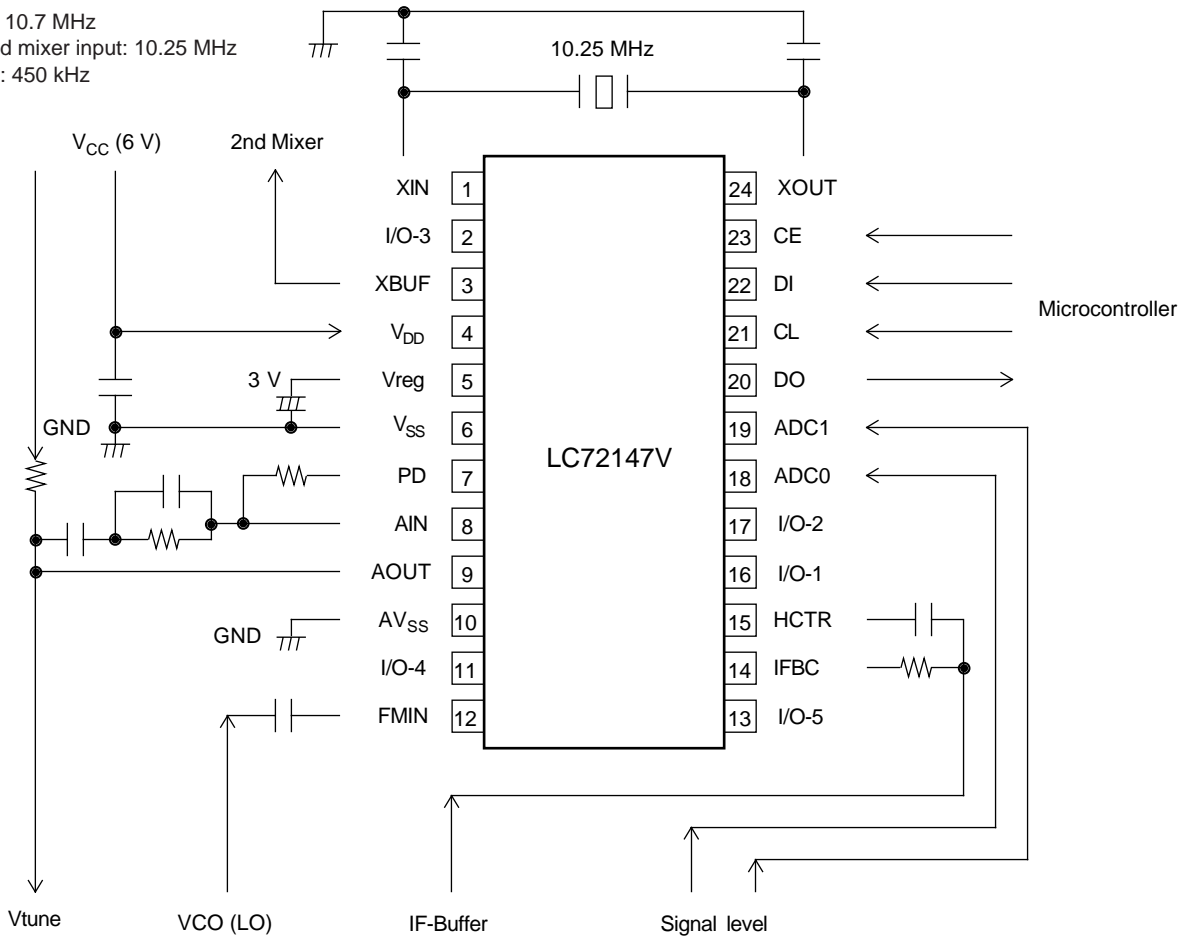 10.7 MHz
d mixer input: 10.25 MHz
: 450 kHz
10.25 MHz
VCC (6 V)
2nd Mixer
XIN 1
24 XOUT
I/O-3 2
23 CE
XBUF 3
22 DI
Microcontroller
VDD 4
21 CL
3 V
Vreg 5
20 DO
GND
VSS 6
19 ADC1
LC72147V
PD 7
18 ADC0
AIN 8
17 I/O-2
AOUT 9
16 I/O-1
GND
AVSS 10
15 HCTR
I/O-4 11
14 IFBC
FMIN 12
13 I/O-5
Vtune
VCO (LO)
IF-Buffer
Signal level